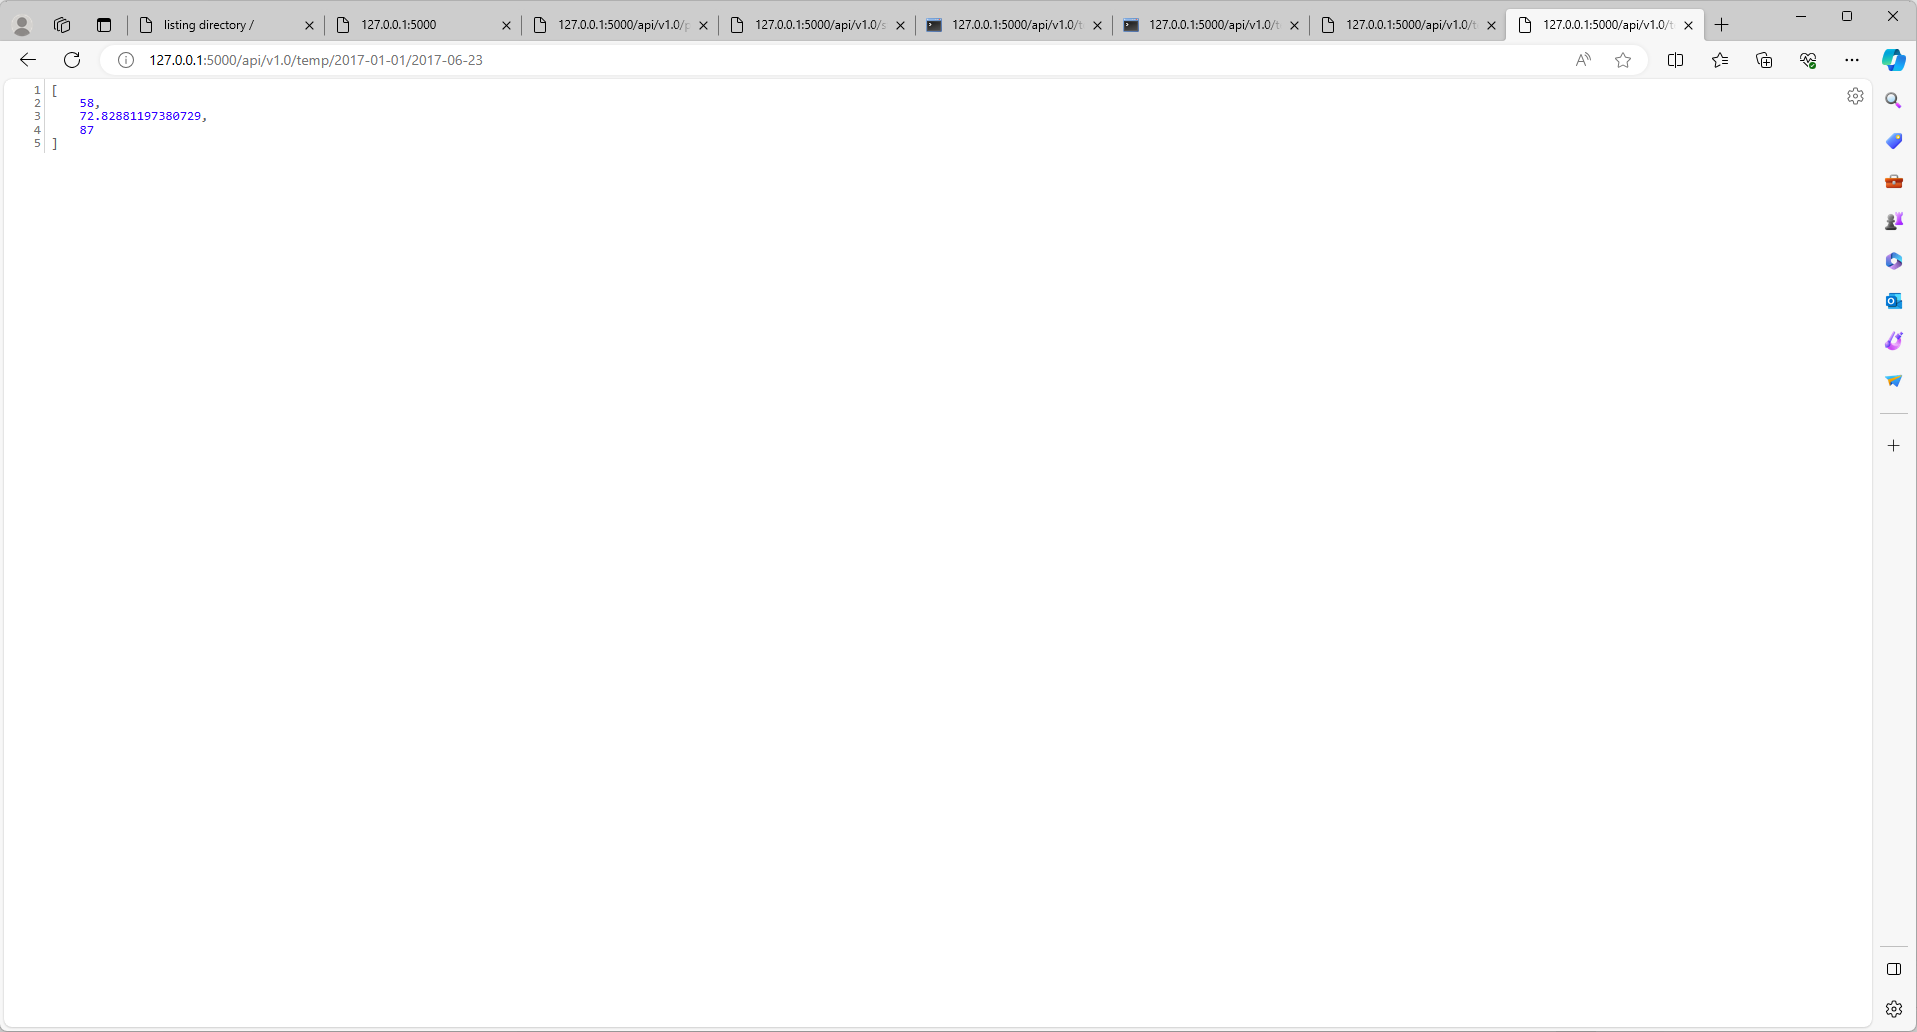 listing directory /
127.0.0.1:5000
127.0.0.1:5000/api/v1.0/p
127.0.0.1:5000/api/v1.0/s
127.0.0.1:5000/api/v1.0/t
127.0.0.1:5000/api/v1.0/t
127.0.0.1:5000/api/v1.0/t
127.0.0.1:5000/api/v1.0/t
127.0.0.1:5000/api/v1.0/temp/2017-01-01/2017-06-23
1 [
2 58,
3 72.82881197380729,
4 87
5 ]